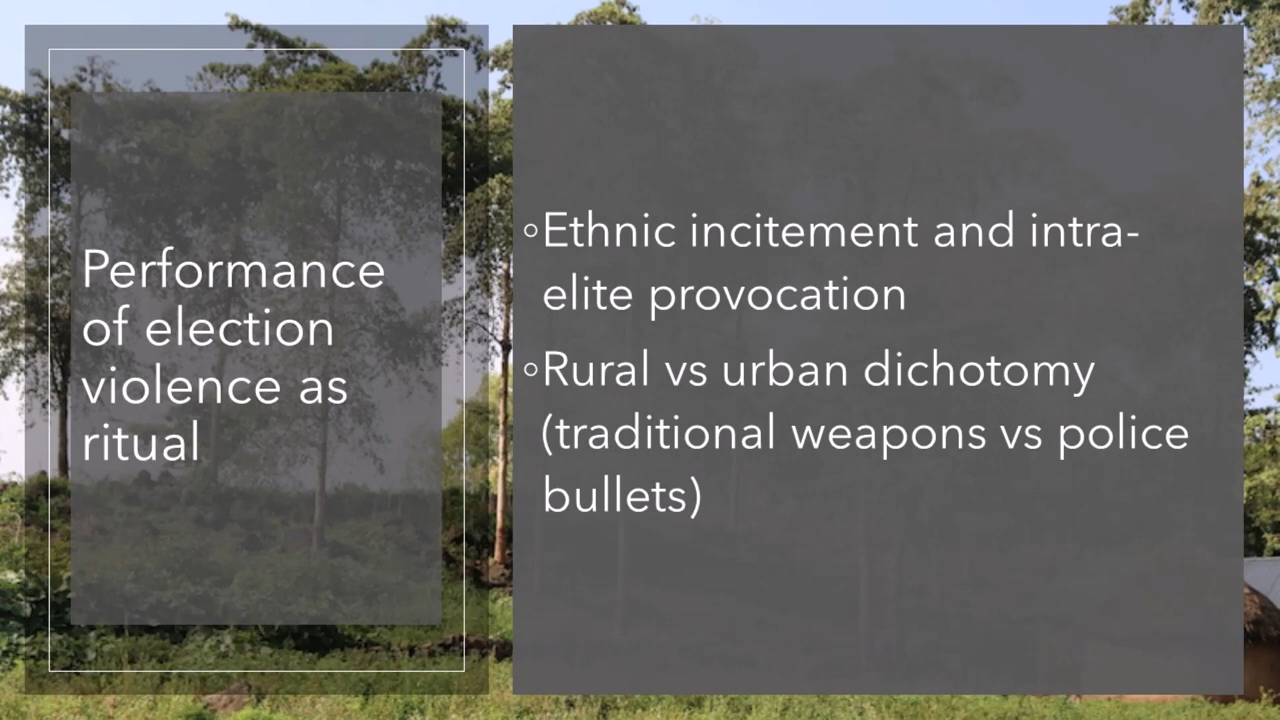 Performance
of election
violence as
ritual
◦Ethnic incitement and intra-
elite provocation
◦Rural vs urban dichotomy
(traditional weapons vs police
bullets)